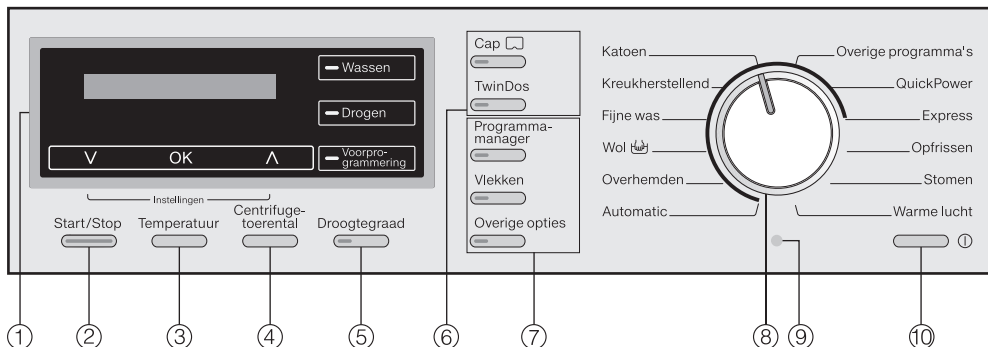 Wassen
Drogen
Voorpro-
grammering
V OK Λ
Instellingen
Start/Stop
Temperatuur
Centrifuge-
toerental
Droogtegraad
Cap
TwinDos
Programma-
manager
Vlekken
Overige opties
Katoen
Kreukherstellend
Fijne was
Wol
Overhemden
Automatic
Overige programma's
QuickPower
Express
Opfrissen
Stomen
Warme lucht
① ② ③ ④ ⑤ ⑥ ⑦ ⑧ ⑨ ⑩